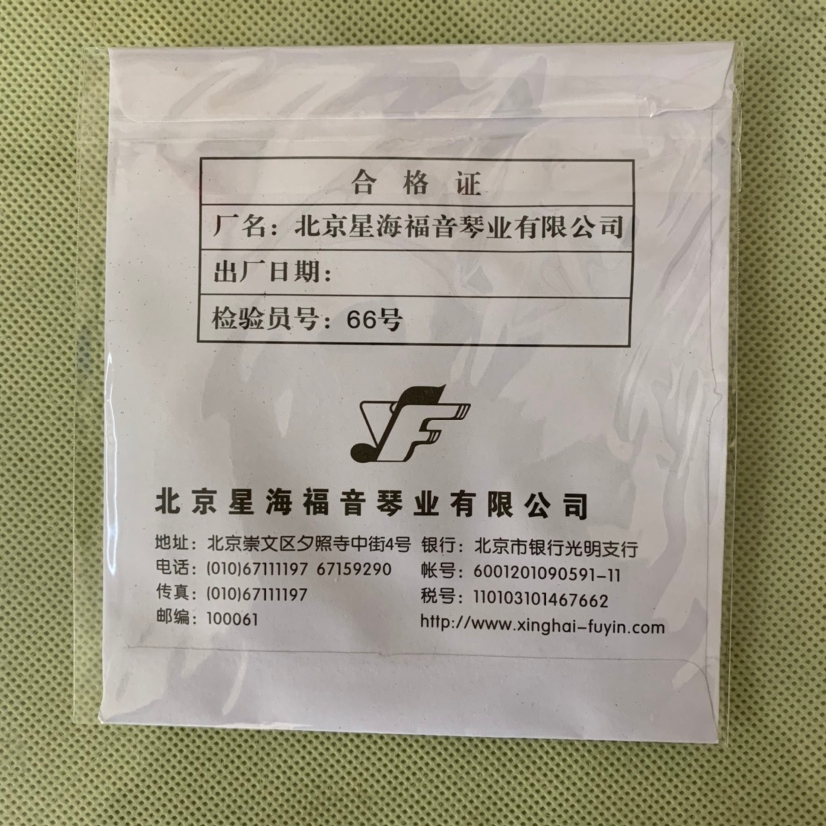 合格证
厂名：北京星海福音琴业有限公司
出厂日期：
检验员号：66号
YF
北京星海福音琴业有限公司
地址：北京崇文区夕照寺中街4号 银行：北京市银行光明支行
电话：(010)67111197 67159290 帐号：6001201090591-11
传真：(010)67111197 税号：110103101467662
邮编：100061 http://www.xinghai-fuyin.com